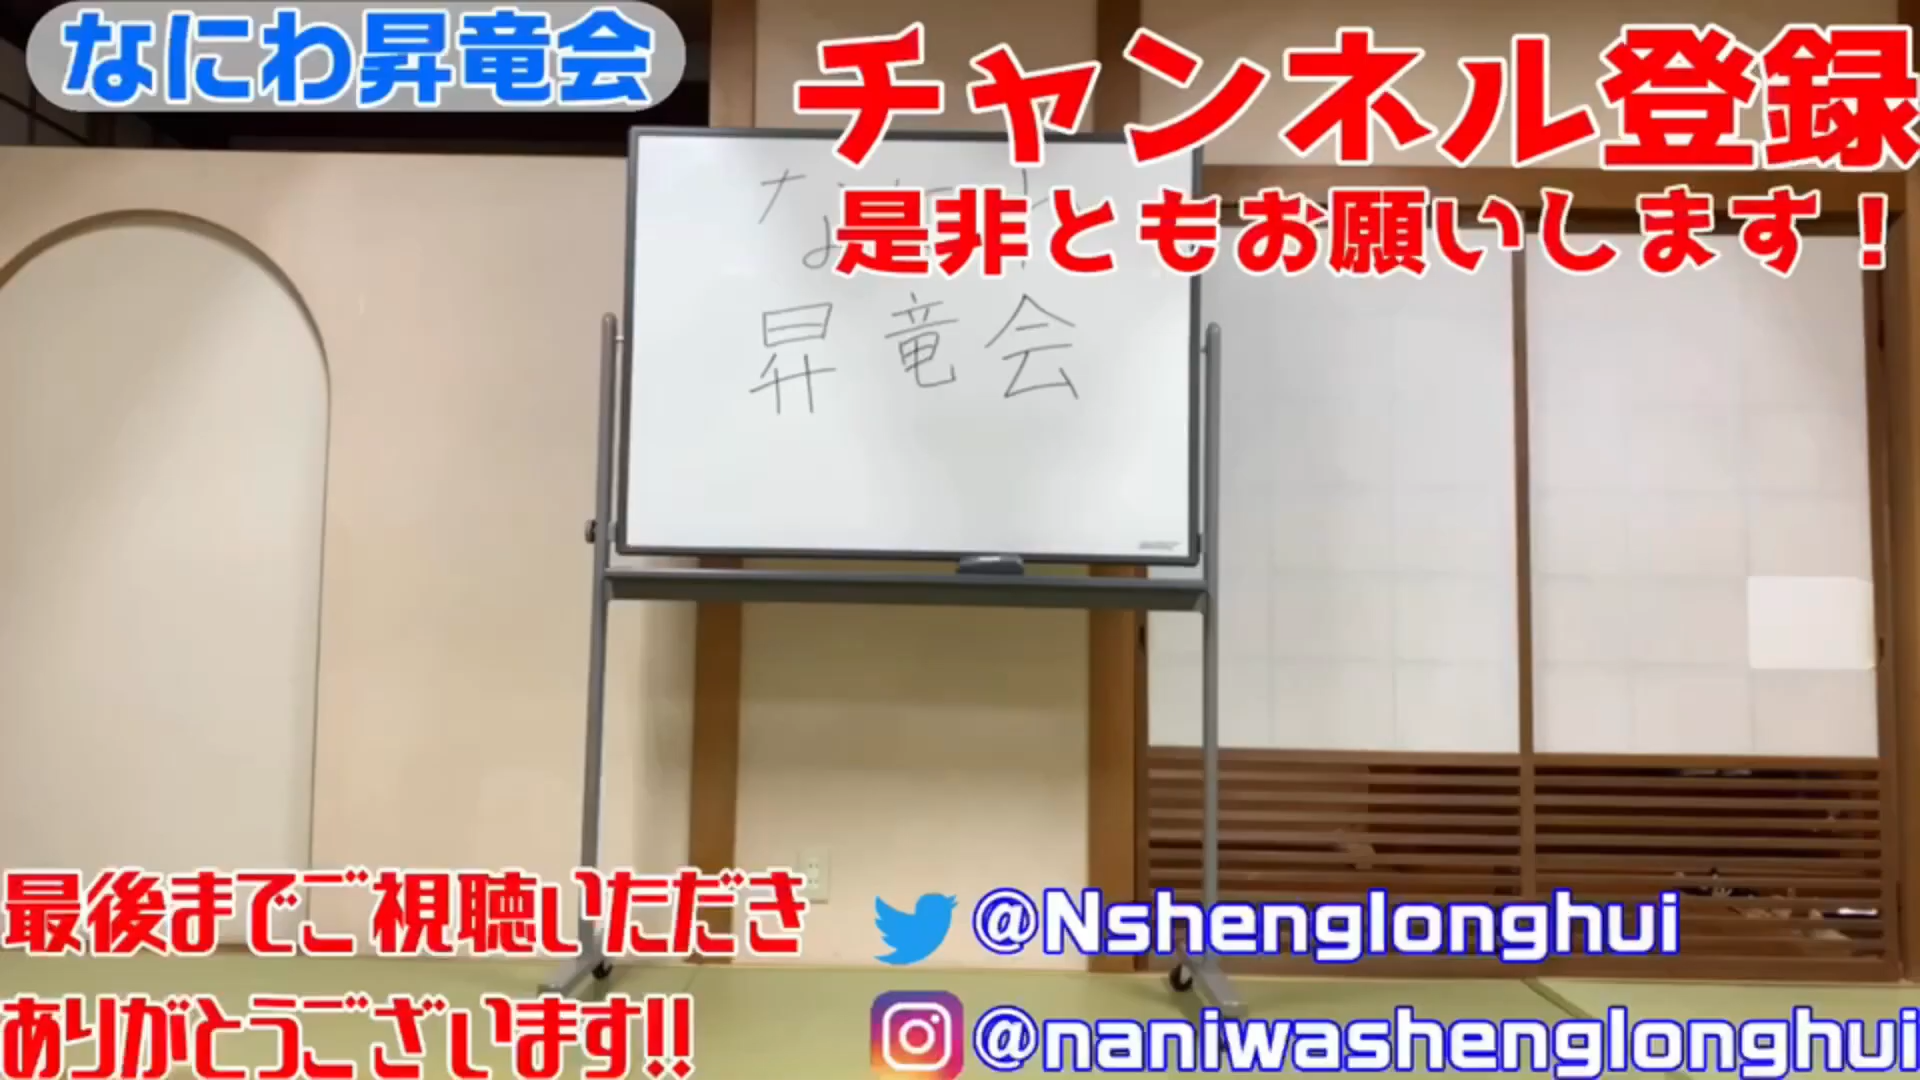 なにわ昇竜会
チャンネル登録
是非ともお願いします！
昇竜会
最後までご視聴いただき
ありがとうございます!!
@Nshenglonghui
@naniwashenglonghui